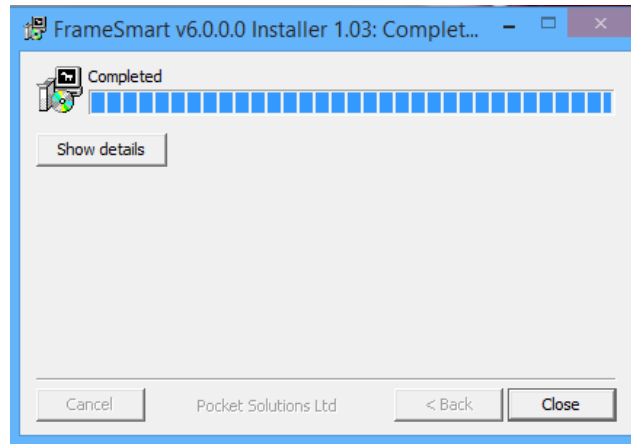 FrameSmart v6.0.0.0 Installer 1.03: Complet...
Completed
Show details
Cancel
Pocket Solutions Ltd
< Back
Close